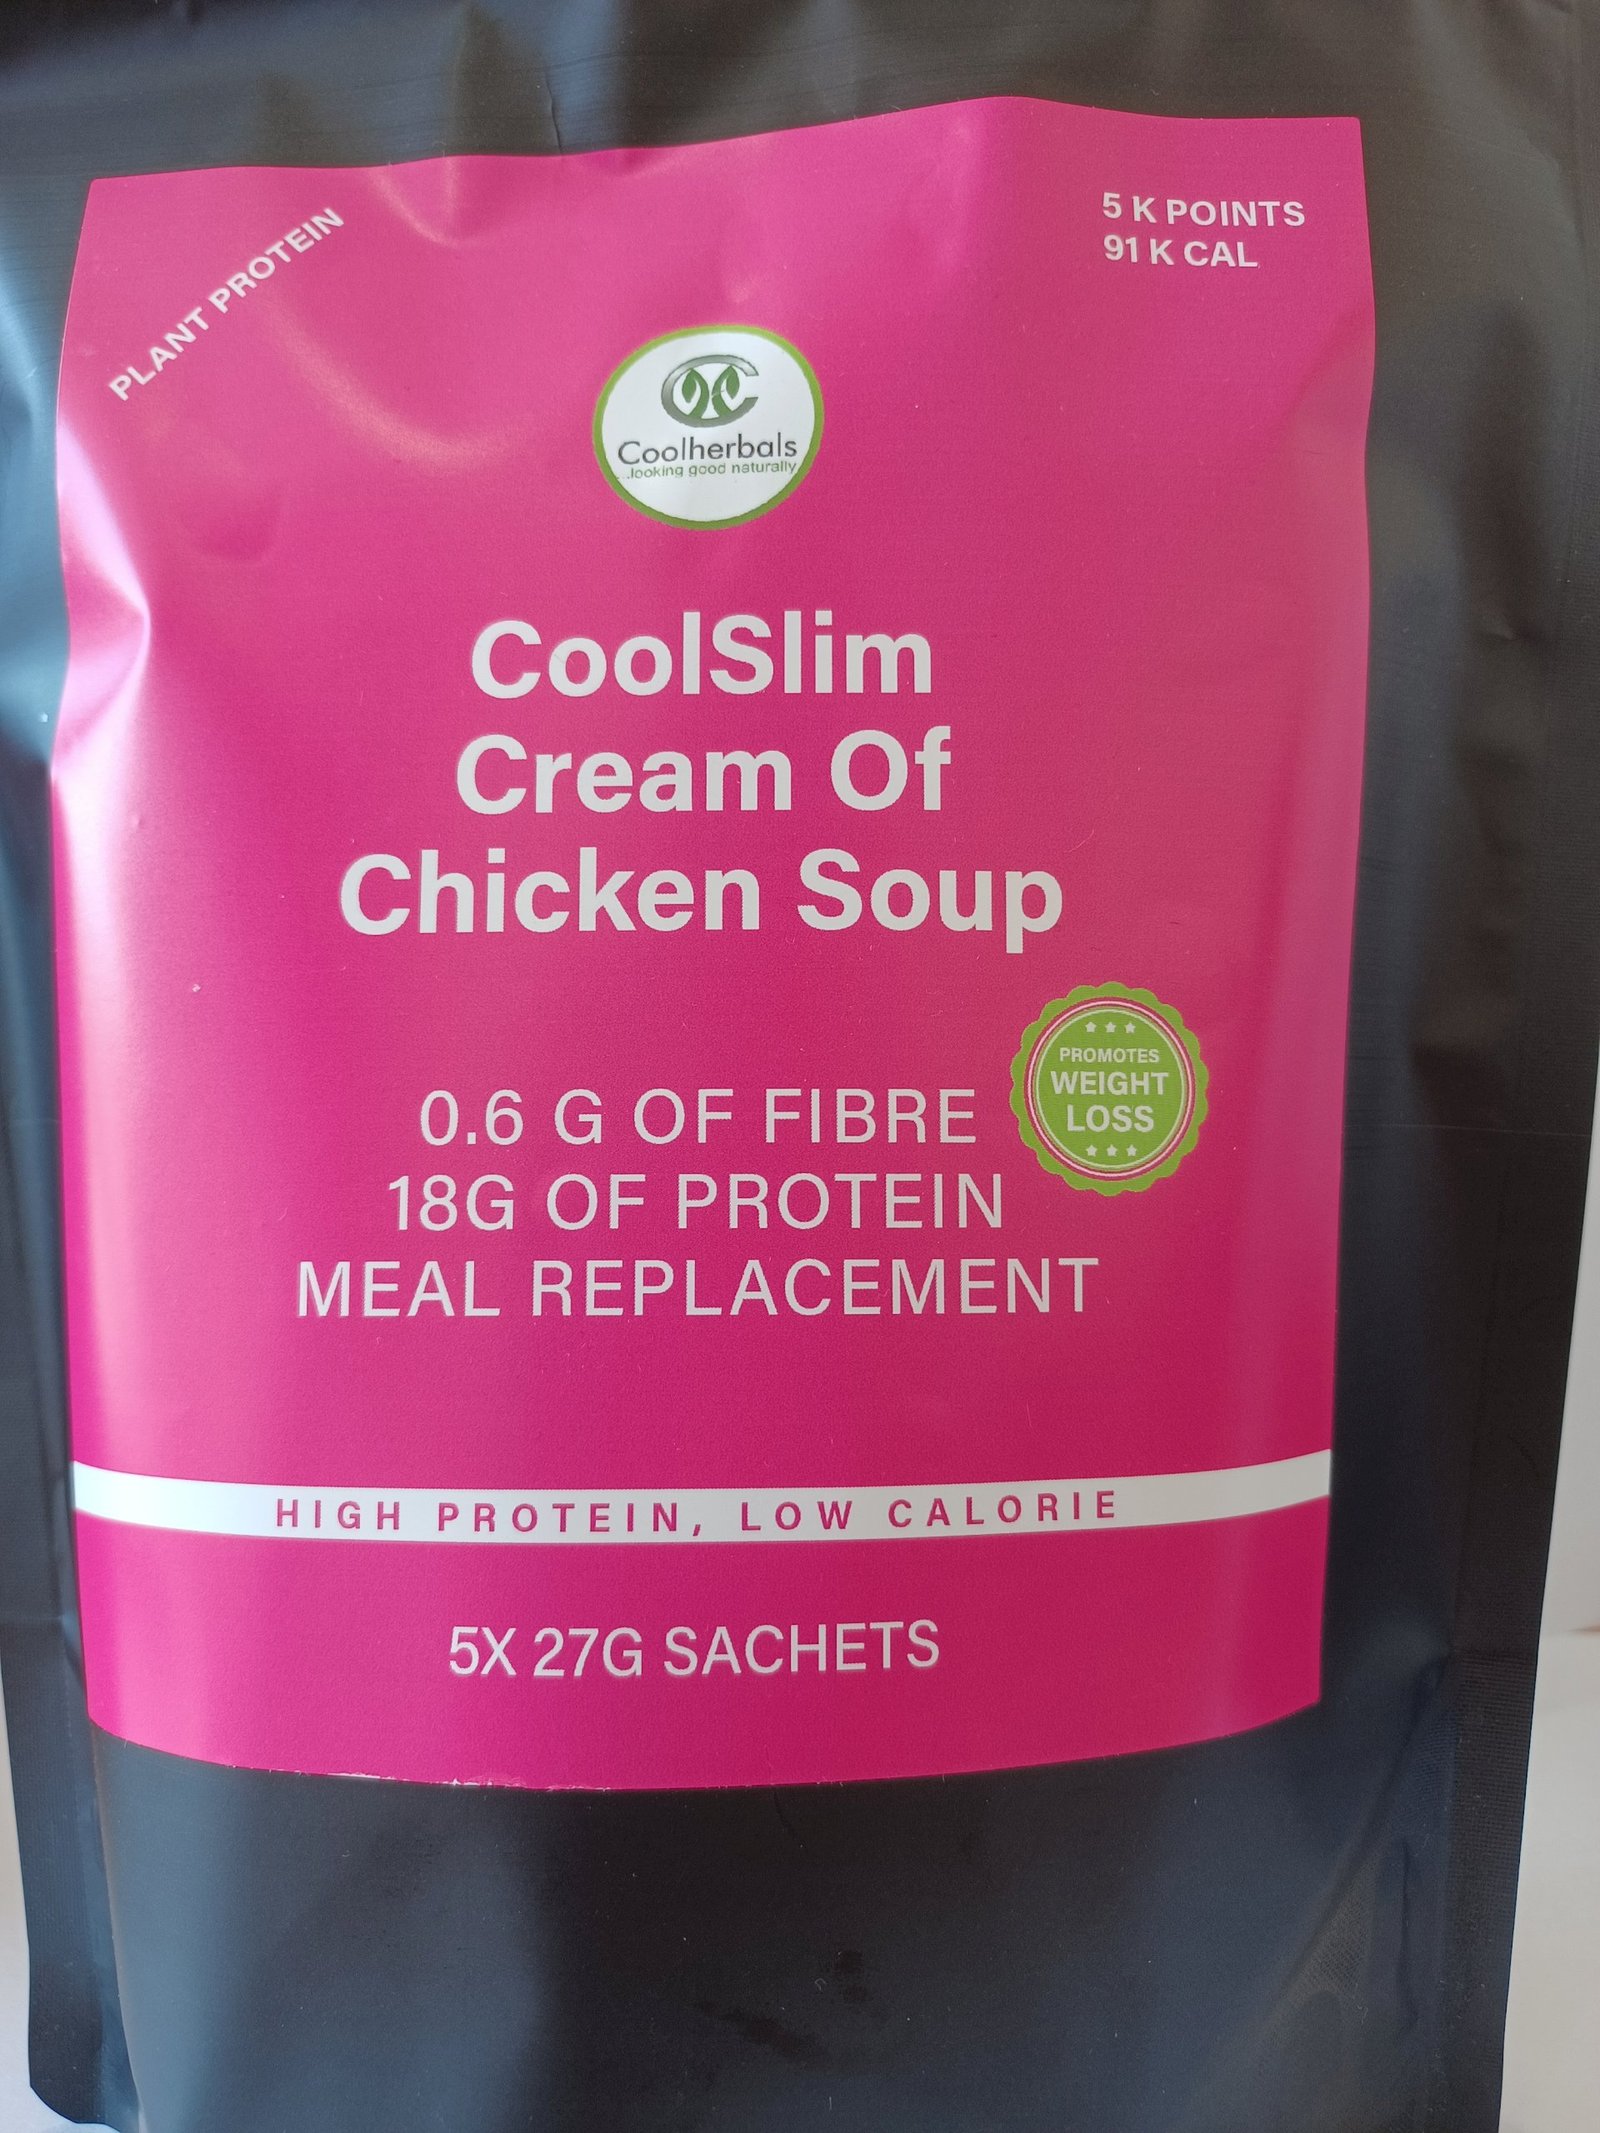 PLANT PROTEIN
5 K POINTS
91 K CAL
Coolherbals
...looking good naturally
CoolSlim
Cream Of
Chicken Soup
PROMOTES
WEIGHT
LOSS
0.6 G OF FIBRE
18G OF PROTEIN
MEAL REPLACEMENT
HIGH PROTEIN, LOW CALORIE
5X 27G SACHETS